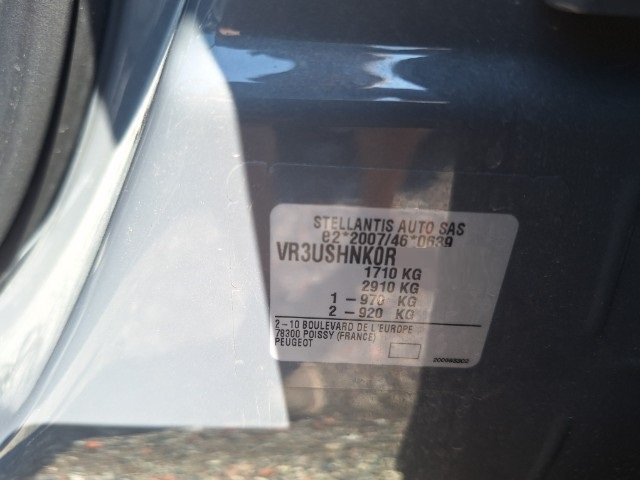 STELLANTIS AUTO SAS
e2*2007/46*0639
VR3USHNK0R
1710 KG
2910 KG
1 - 970 KG
2 - 920 KG
2-10 BOULEVARD DE L'EUROPE
78300 POISSY (FRANCE)
PEUGEOT